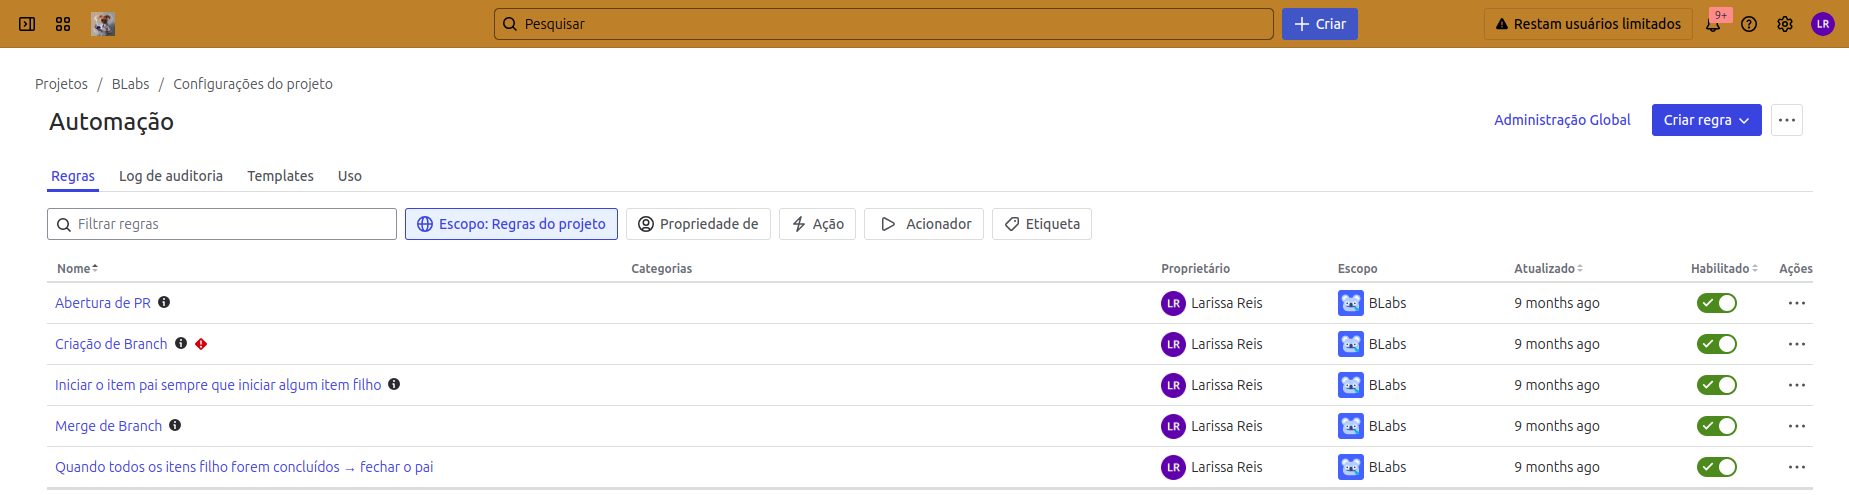 Pesquisar
Criar
Restam usuários limitados
9+
LR
Projetos / BLabs / Configurações do projeto
Automação
Administração Global
Criar regra
Regras Log de auditoria Templates Uso
Filtrar regras
Escopo: Regras do projeto
Propriedade de
Ação
Acionador
Etiqueta
Nome Categorias Proprietário Escopo Atualizado Habilitado Ações
Abertura de PR LR Larissa Reis BLabs 9 months ago
Criação de Branch LR Larissa Reis BLabs 9 months ago
Iniciar o item pai sempre que iniciar algum item filho LR Larissa Reis BLabs 9 months ago
Merge de Branch LR Larissa Reis BLabs 9 months ago
Quando todos os itens filho forem concluídos → fechar o pai LR Larissa Reis BLabs 9 months ago